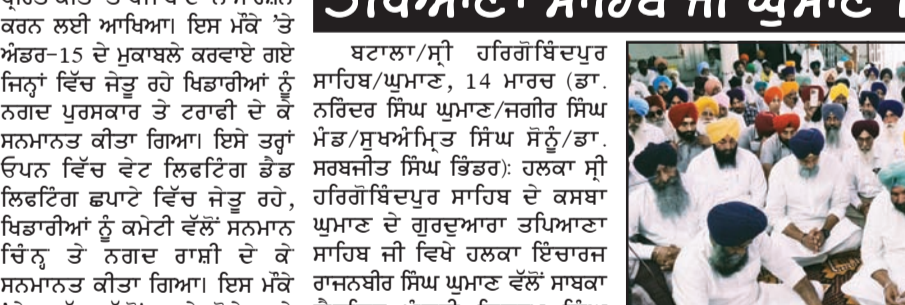 ਕਰਨ ਲਈ ਆਖਿਆ। ਇਸ ਮੌਕੇ 'ਤੇ
ਅੰਡਰ-15 ਦੇ ਮੁਕਾਬਲੇ ਕਰਵਾਏ ਗਏ
ਜਿਨ੍ਹਾਂ ਵਿੱਚ ਜੇਤੂ ਰਹੇ ਖਿਡਾਰੀਆਂ ਨੂੰ
ਨਗਦ ਪੁਰਸਕਾਰ ਤੇ ਟਰਾਫੀ ਦੇ ਕੇ
ਸਨਮਾਨਤ ਕੀਤਾ ਗਿਆ। ਇਸੇ ਤਰ੍ਹਾਂ
ਓਪਨ ਵਿੱਚ ਵੇਟ ਲਿਫਟਿੰਗ ਡੈਡ
ਲਿਫਟਿੰਗ ਛਪਾਟੇ ਵਿੱਚ ਜੇਤੂ ਰਹੇ,
ਖਿਡਾਰੀਆਂ ਨੂੰ ਕਮੇਟੀ ਵੱਲੋਂ ਸਨਮਾਨ
ਚਿੰਨ੍ਹ ਤੇ ਨਗਦ ਰਾਸ਼ੀ ਦੇ ਕੇ
ਸਨਮਾਨਤ ਕੀਤਾ ਗਿਆ। ਇਸ ਮੌਕੇ
ਤਪਿਆਣਾ ਸਾਹਿਬ ਜੀ ਘੁਮਾਣ
ਬਟਾਲਾ/ਸ੍ਰੀ ਹਰਿਗੋਬਿੰਦਪੁਰ
ਸਾਹਿਬ/ਘੁਮਾਣ, 14 ਮਾਰਚ (ਡਾ.
ਨਰਿੰਦਰ ਸਿੰਘ ਘੁਮਾਣ/ਜਗੀਰ ਸਿੰਘ
ਮੰਡ/ਸੁਖਅੰਮ੍ਰਿਤ ਸਿੰਘ ਸੋਨੂੰ/ਡਾ.
ਸਰਬਜੀਤ ਸਿੰਘ ਭਿੰਡਰ): ਹਲਕਾ ਸ੍ਰੀ
ਹਰਿਗੋਬਿੰਦਪੁਰ ਸਾਹਿਬ ਦੇ ਕਸਬਾ
ਘੁਮਾਣ ਦੇ ਗੁਰਦੁਆਰਾ ਤਪਿਆਣਾ
ਸਾਹਿਬ ਜੀ ਵਿਖੇ ਹਲਕਾ ਇੰਚਾਰਜ
ਰਾਜਨਬੀਰ ਸਿੰਘ ਘੁਮਾਣ ਵੱਲੋਂ ਸਾਬਕਾ